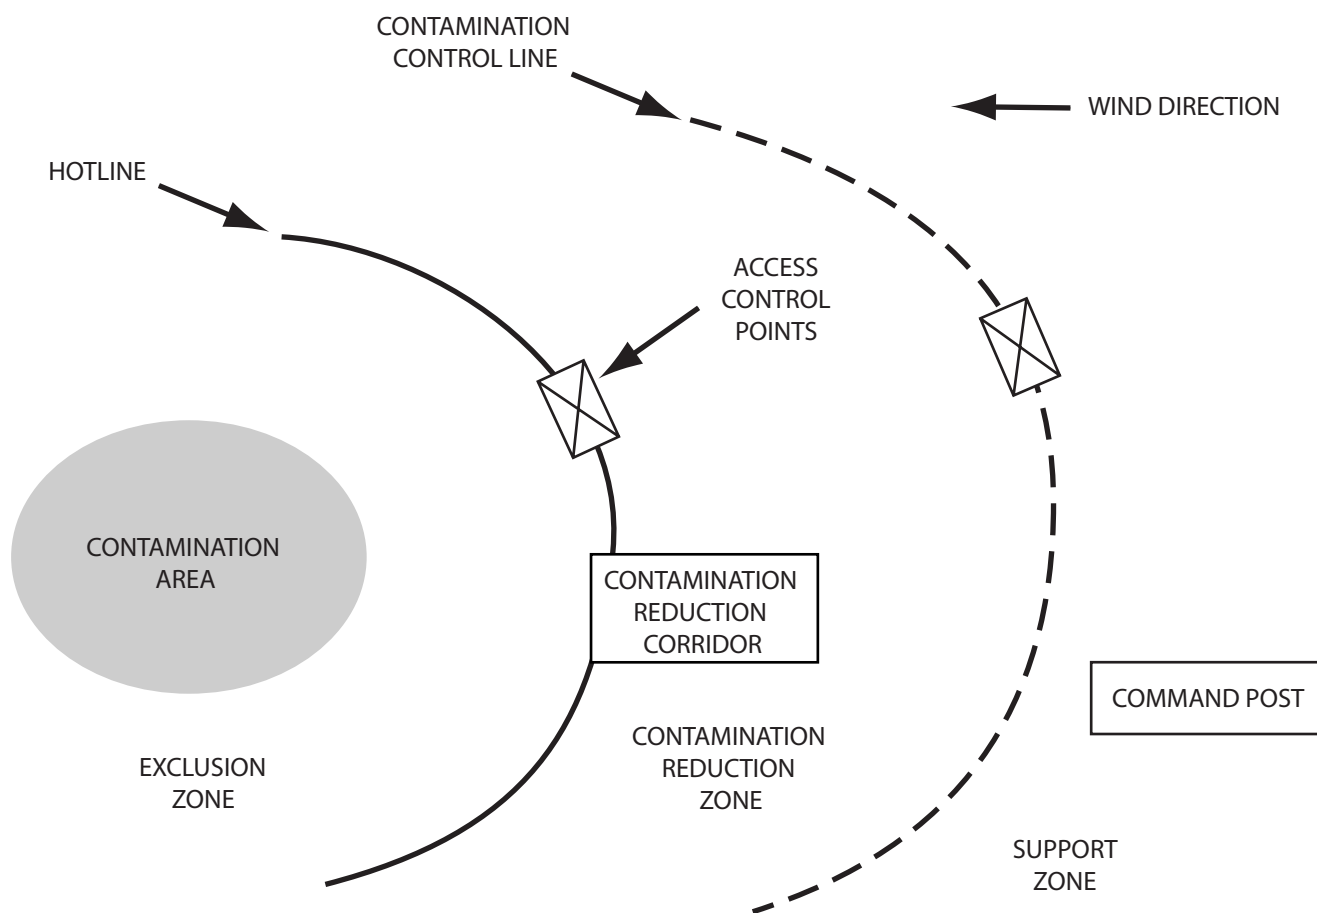 CONTAMINATION
CONTROL LINE
WIND DIRECTION
HOTLINE
ACCESS
CONTROL
POINTS
CONTAMINATION
AREA
CONTAMINATION
REDUCTION
CORRIDOR
COMMAND POST
CONTAMINATION
REDUCTION
ZONE
EXCLUSION
ZONE
SUPPORT
ZONE